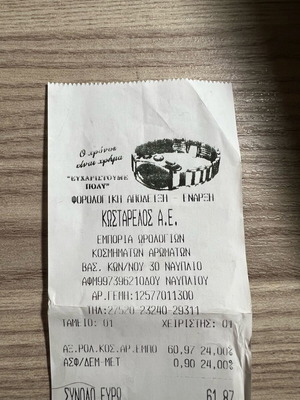 Ο χρόνος
είναι χρήμα
"ΕΥΧΑΡΙΣΤΟΥΜΕ
ΠΟΛΥ"
ΦΟΡΟΛΟΓΙΚΗ ΑΠΟΔΕΙΞΗ - ΕΝΑΡΞΗ
ΚΩΣΤΑΡΕΛΟΣ Α.Ε.
ΕΜΠΟΡΙΑ ΩΡΟΛΟΓΙΩΝ
ΚΟΣΜΗΜΑΤΩΝ ΑΡΩΜΑΤΩΝ
ΒΑΣ. ΚΩΝ/ΝΟΥ 30 ΝΑΥΠΛΙΟ
ΑΦΜ997396210ΔΟΥ ΝΑΥΠΛΙΟΥ
ΑΡ.ΓΕΜΗ:12577011300
ΤΗΛ:27520 23240-29311
ΤΑΜΕΙΟ: 01 ΧΕΙΡΙΣΤΗΣ: 01
ΑΞ.ΡΟΛ.ΚΟΣ.ΑΡ.ΕΜΠΟ 60,97 24,00%
ΑΣΦ/ΔΕΜ-ΜΕΤ 0,90 24,00%
ΣΥΝΟΛΟ ΕΥΡΩ 61,87